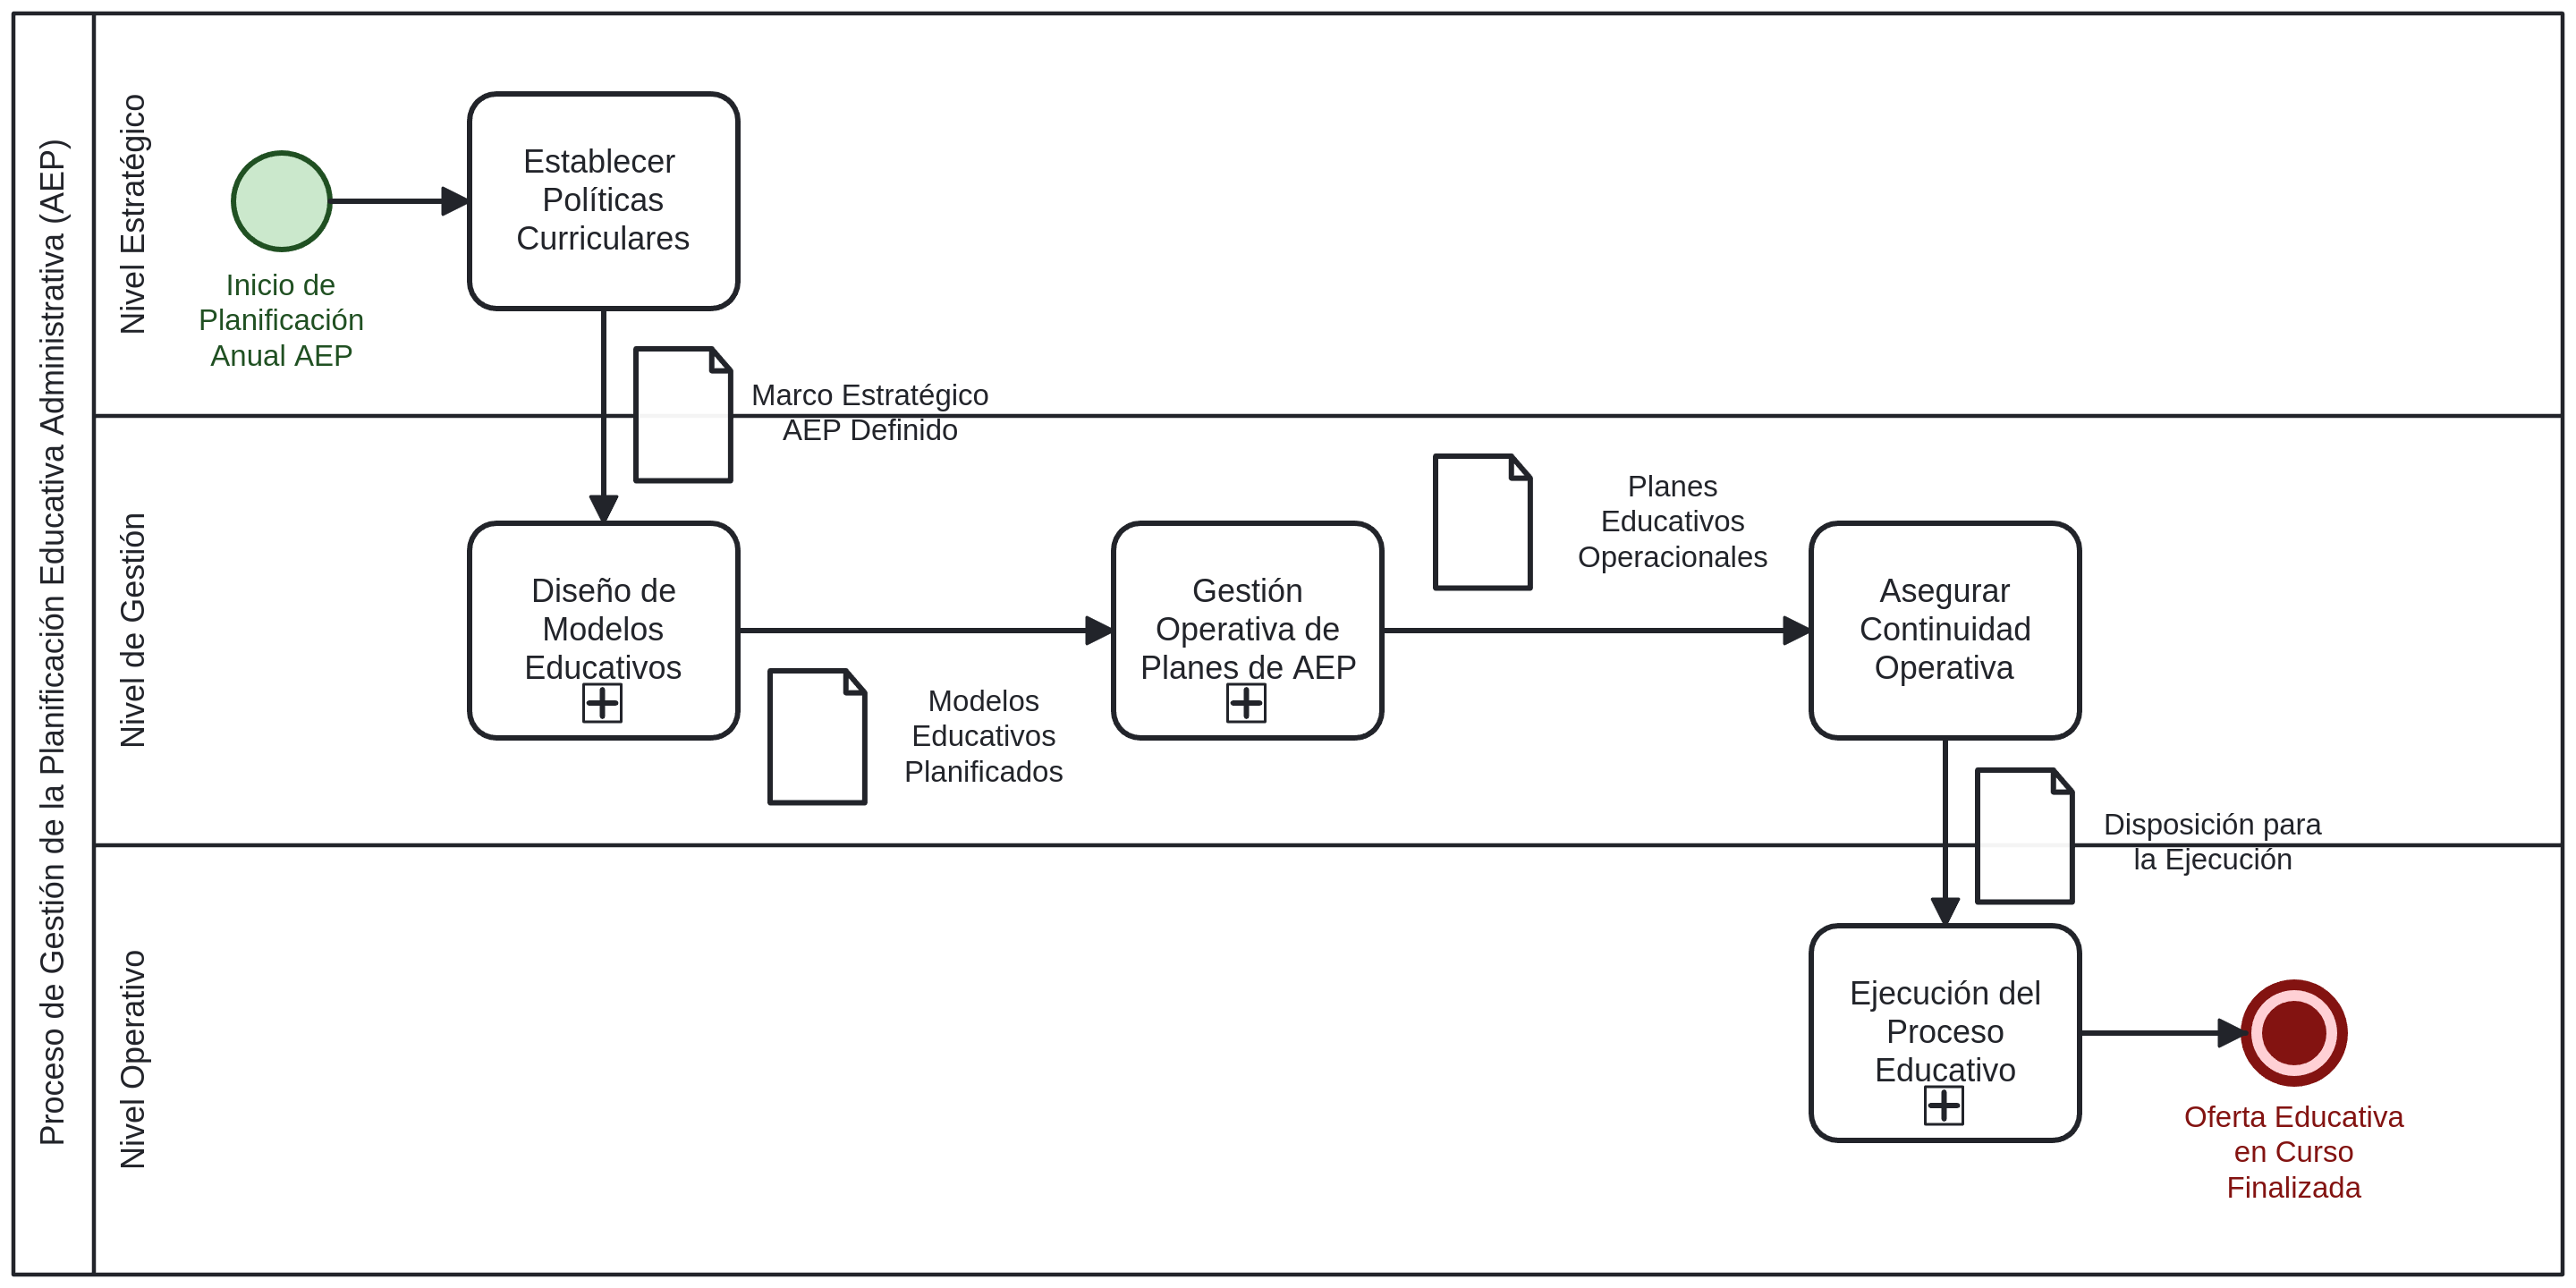 Proceso de Gestión de la Planificación Educativa Administrativa (AEP)
Nivel Estratégico
Inicio de
Planificación
Anual AEP
Establecer
Políticas
Curriculares
Marco Estratégico
AEP Definido
Nivel de Gestión
Diseño de
Modelos
Educativos
Modelos
Educativos
Planificados
Gestión
Operativa de
Planes de AEP
Planes
Educativos
Operacionales
Asegurar
Continuidad
Operativa
Disposición para
la Ejecución
Nivel Operativo
Ejecución del
Proceso
Educativo
Oferta Educativa
en Curso
Finalizada